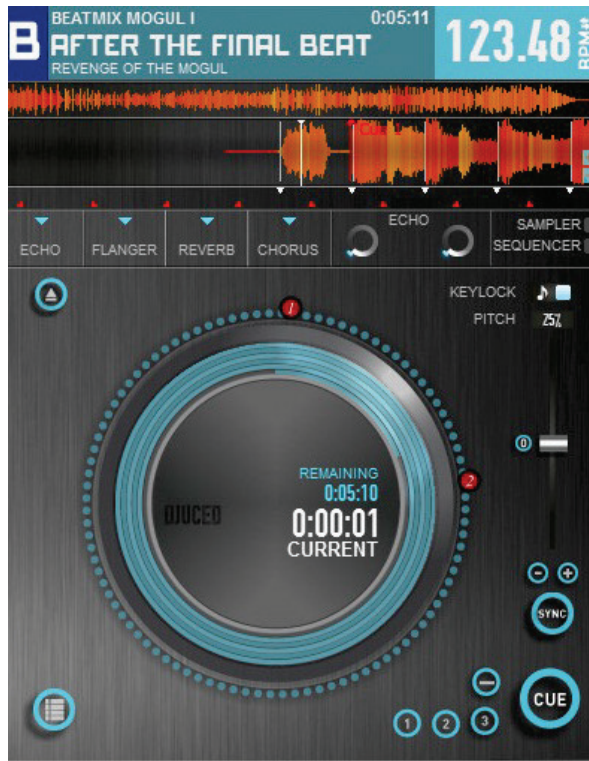 B
BEATMIX MOGUL I
0:05:11
AFTER THE FINAL BEAT
REVENGE OF THE MOGUL
123.48
BPM
ECHO
FLANGER
REVERB
CHORUS
ECHO
SAMPLER
SEQUENCER
KEYLOCK
PITCH
25%
1
2
0
REMAINING
0:05:10
0:00:01
CURRENT
DJUCED
SYNC
CUE
1
2
3